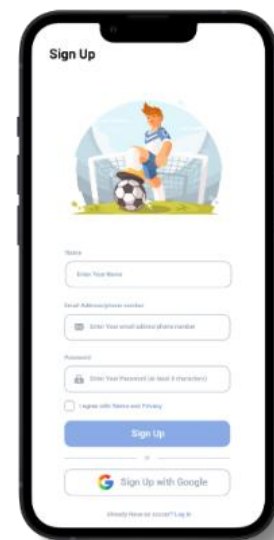 Sign Up
Name
Enter Your Name
Email Address/phone number
Enter Your email address/phone number
Password
Enter Your Password (at least 8 characters)
I agree with Terms and Privacy
Sign Up
or
Sign Up with Google
Already have an account? Log in